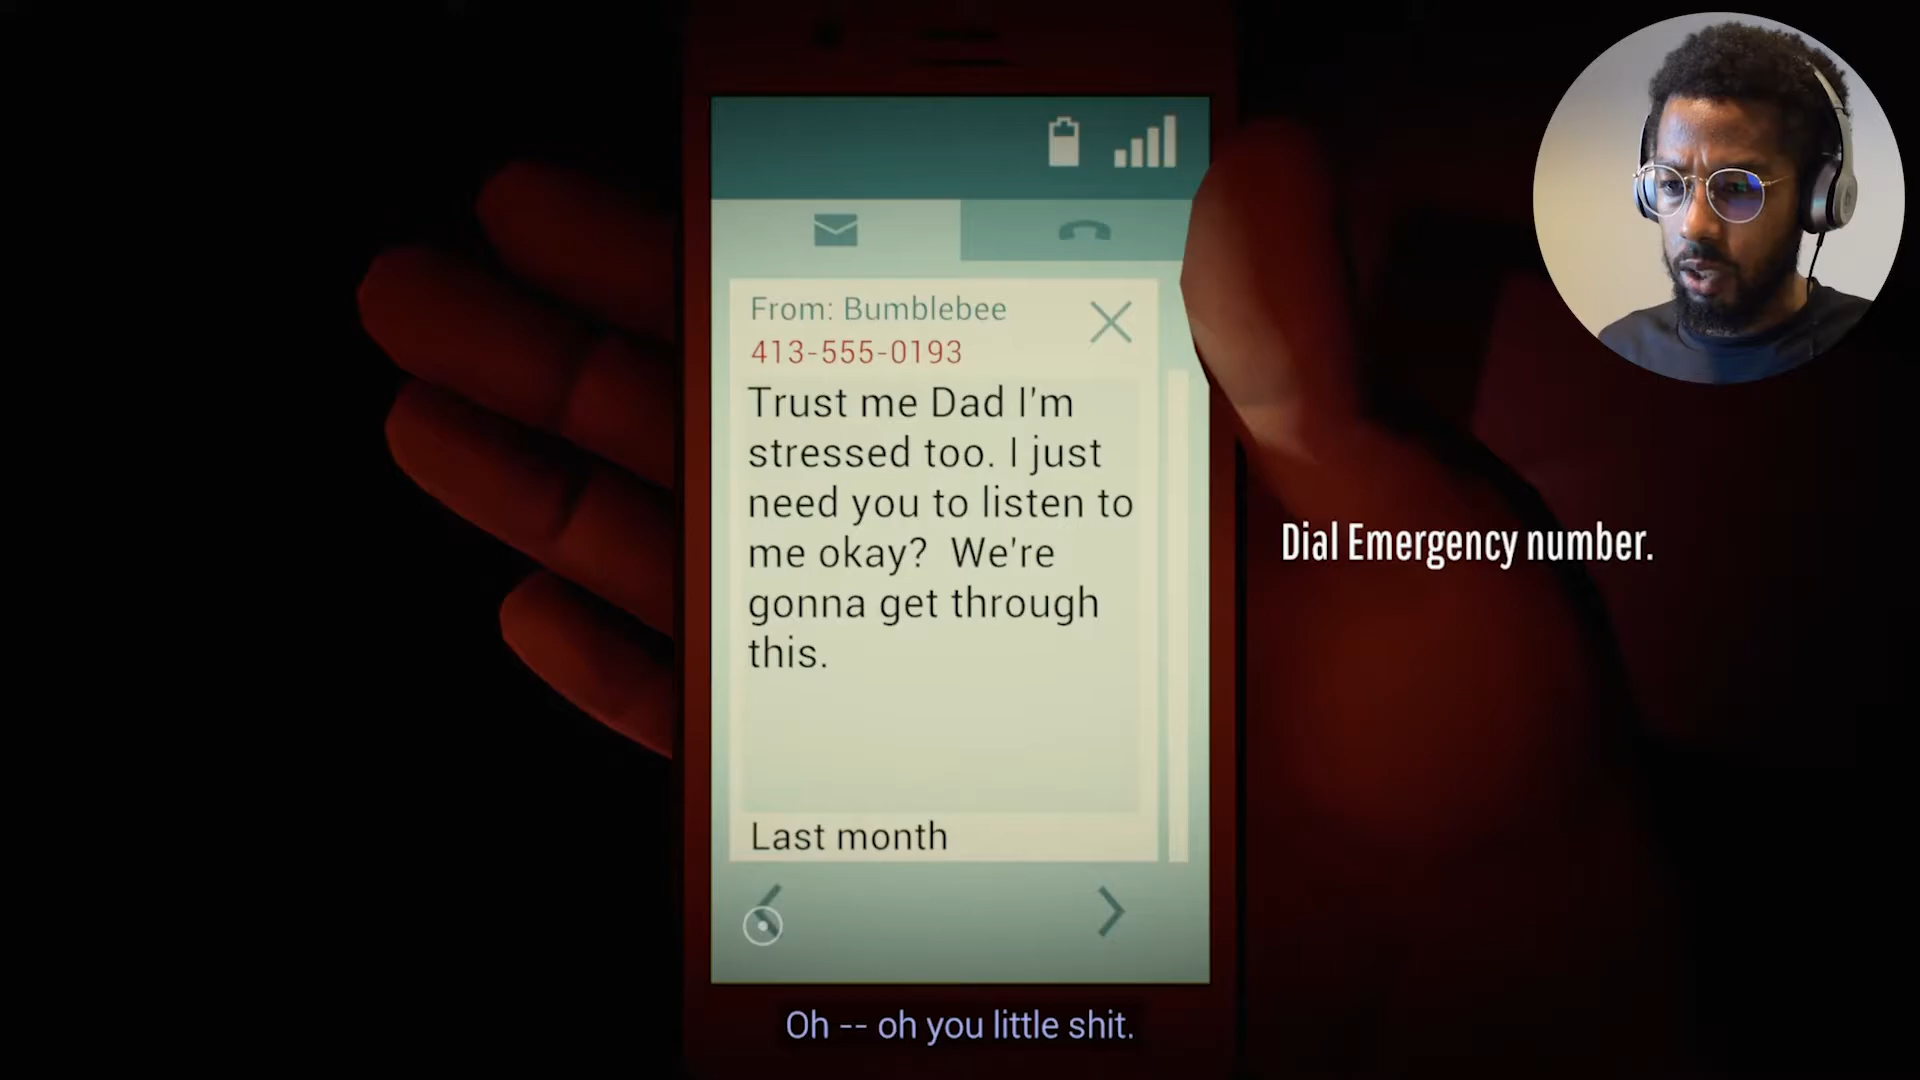 From: Bumblebee
413-555-0193
Trust me Dad I'm
stressed too. I just
need you to listen to
me okay?  We're
gonna get through
this.
Last month
Dial Emergency number.
Oh -- oh you little shit.